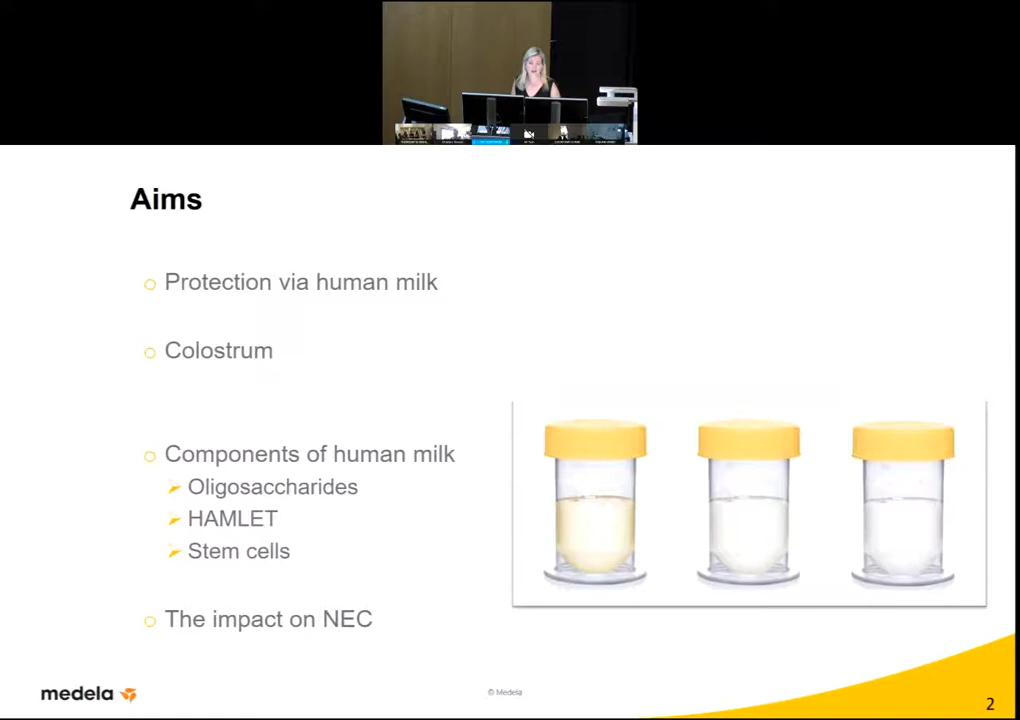 Aims
Protection via human milk
Colostrum
Components of human milk
Oligosaccharides
HAMLET
Stem cells
The impact on NEC
medela
© Medela
2